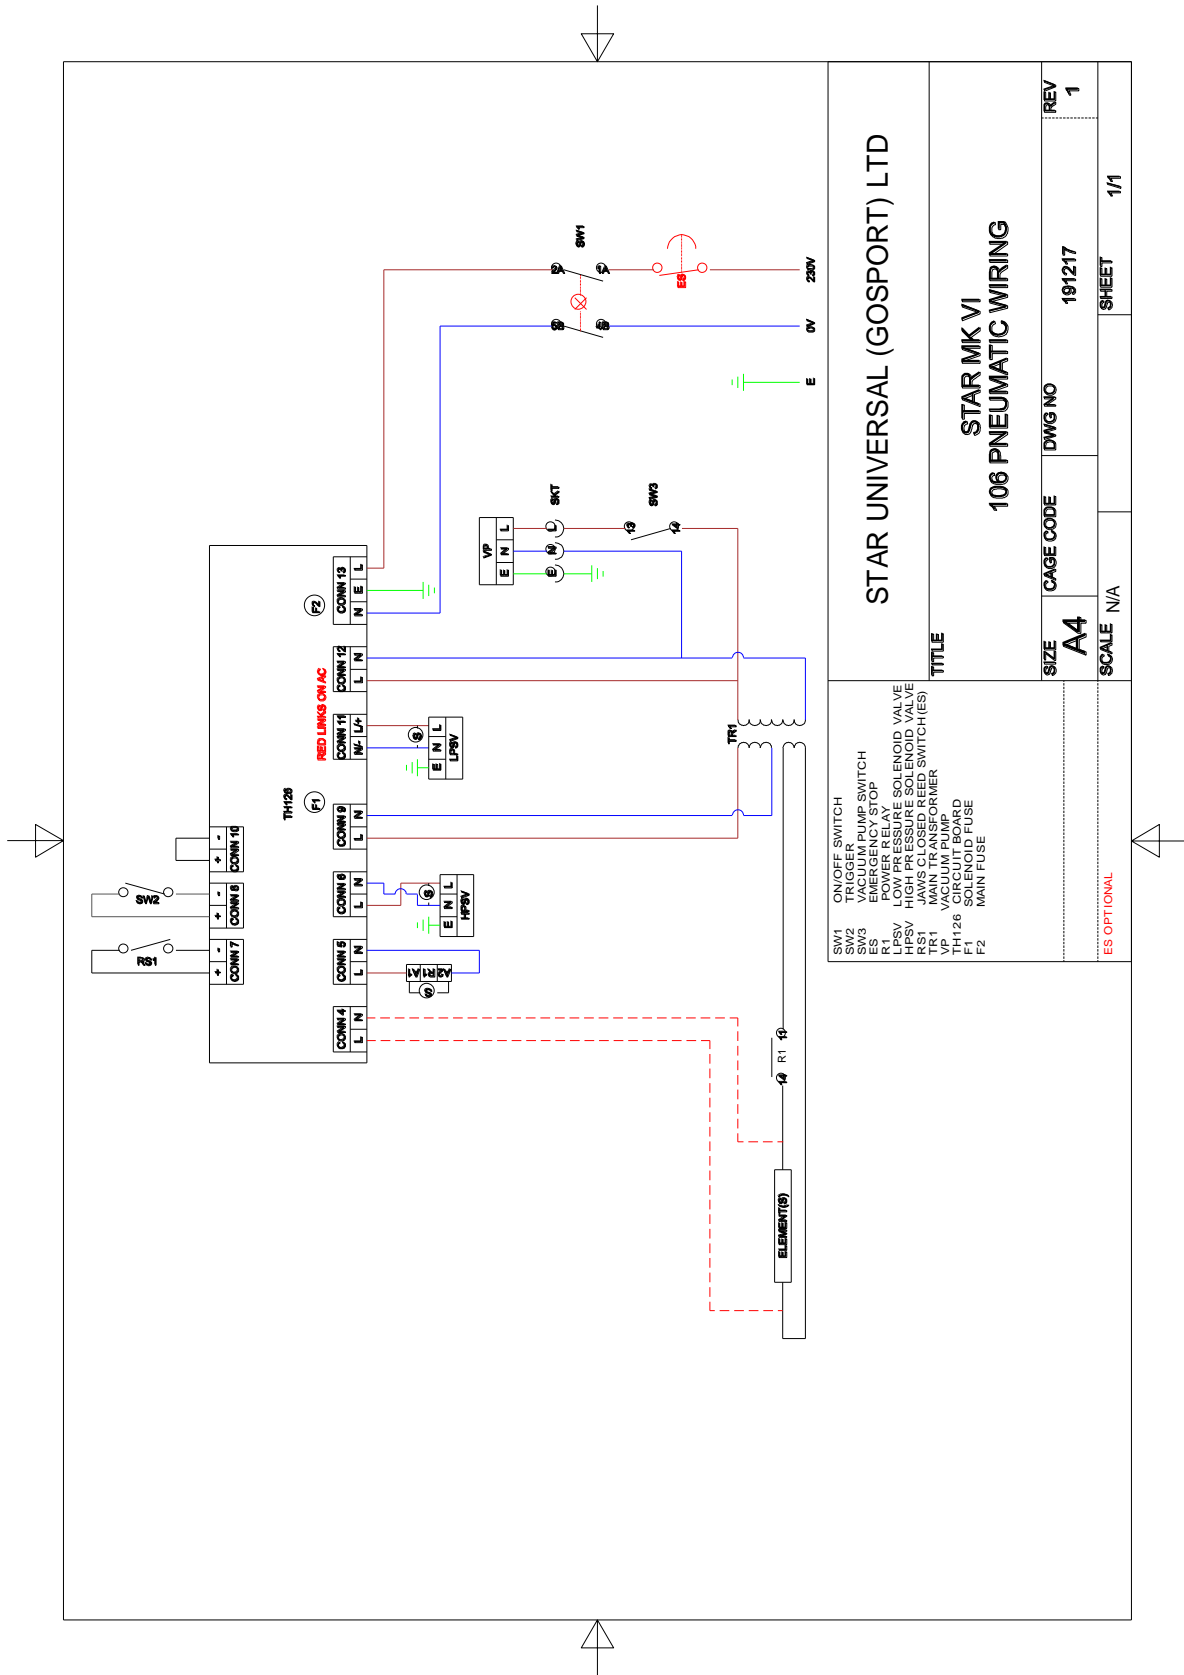 RS1
SW2
+ -
CONN 7
+ -
CONN 8
+ -
CONN 10
TH126
F1
RED LINKS ON AC
F2
CONN 4
L N
CONN 5
L N
CONN 6
L N
CONN 9
L N
CONN 11
N/- L/+
CONN 12
L N
CONN 13
N E L
S
A1 R1 A2
S
E N L
HPSV
S
E N L
LPSV
VP
E N L
E N L
SKT
13
14
SW3
5B
2A
SW1
4B
1A
ES
E
0V
230V
TR1
14 R1 11
ELEMENT(S)
SW1 ON/OFF SWITCH
SW2 TRIGGER
SW3 VACUUM PUMP SWITCH
ES EMERGENCY STOP
R1 POWER RELAY
LPSV LOW PRESSURE SOLENOID VALVE
HPSV HIGH PRESSURE SOLENOID VALVE
RS1 JAWS CLOSED REED SWITCH(ES)
TR1 MAIN TRANSFORMER
VP VACUUM PUMP
TH126 CIRCUIT BOARD
F1 SOLENOID FUSE
F2 MAIN FUSE
ES OPTIONAL
STAR UNIVERSAL (GOSPORT) LTD
TITLE
STAR MK VI
106 PNEUMATIC WIRING
SIZE
A4
CAGE CODE
DWG NO
191217
REV
1
SCALE N/A
SHEET 1/1